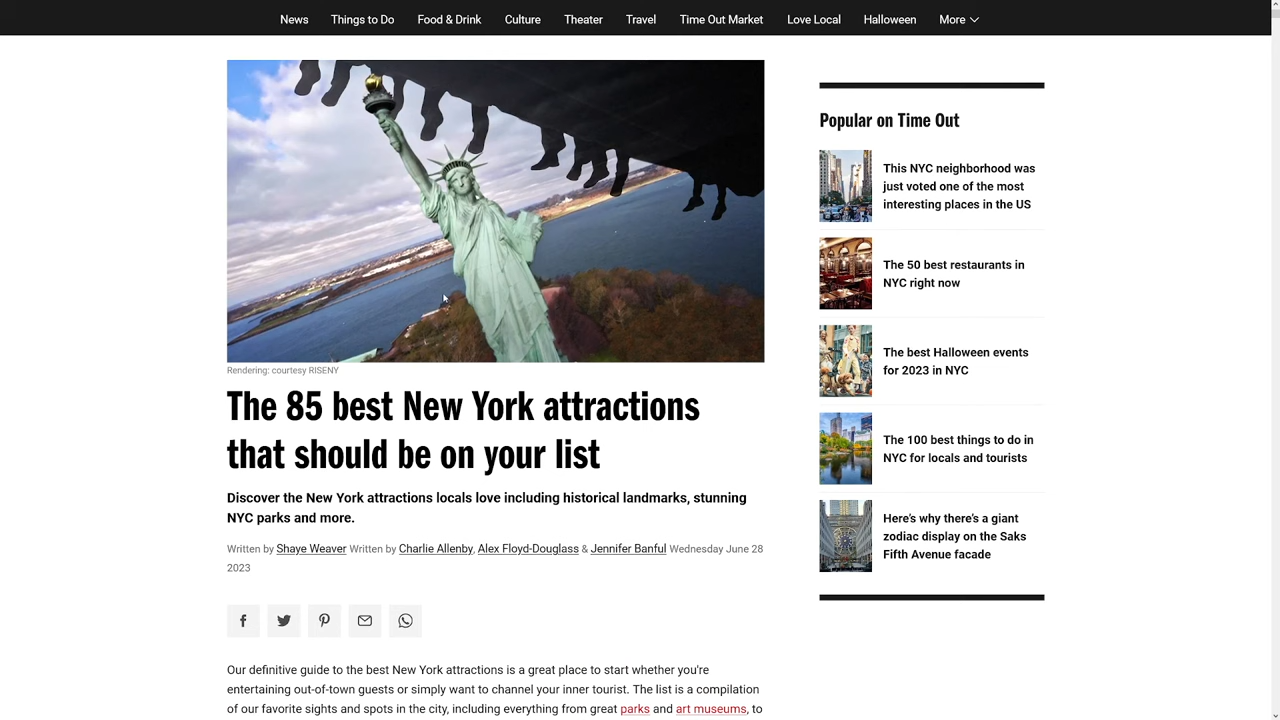 News Things to Do Food & Drink Culture Theater Travel Time Out Market Love Local Halloween More
Rendering: courtesy RISENY
The 85 best New York attractions
that should be on your list
Discover the New York attractions locals love including historical landmarks, stunning
NYC parks and more.
Written by Shaye Weaver Written by Charlie Allenby, Alex Floyd-Douglass & Jennifer Banful Wednesday June 28
2023
Our definitive guide to the best New York attractions is a great place to start whether you're
entertaining out-of-town guests or simply want to channel your inner tourist. The list is a compilation
of our favorite sights and spots in the city, including everything from great parks and art museums, to
Popular on Time Out
This NYC neighborhood was
just voted one of the most
interesting places in the US
The 50 best restaurants in
NYC right now
The best Halloween events
for 2023 in NYC
The 100 best things to do in
NYC for locals and tourists
Here's why there's a giant
zodiac display on the Saks
Fifth Avenue facade